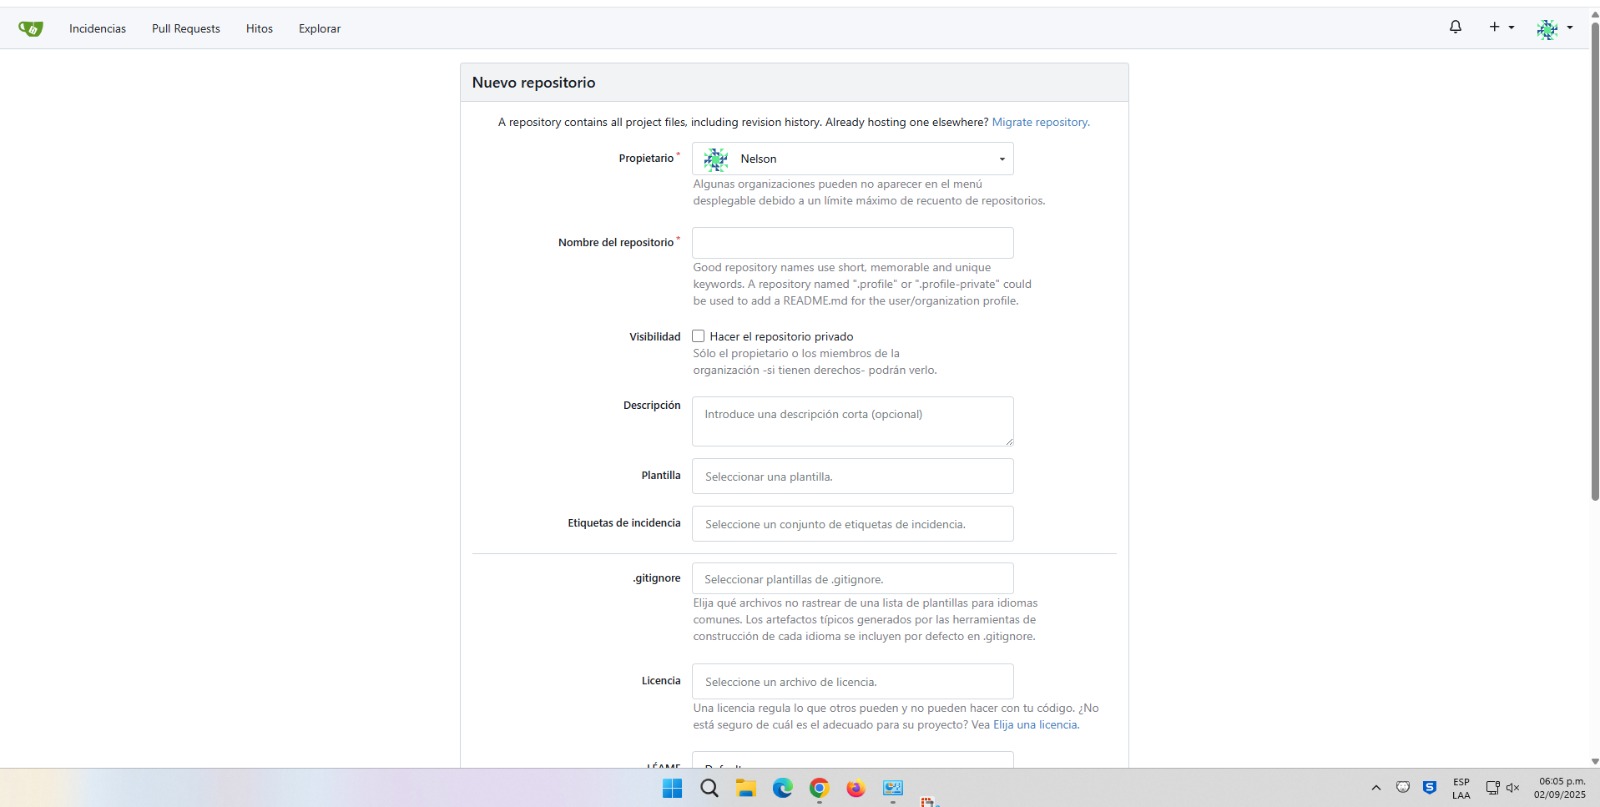 Incidencias Pull Requests Hitos Explorar
Nuevo repositorio
A repository contains all project files, including revision history. Already hosting one elsewhere? Migrate repository.
Propietario * Nelson
Algunas organizaciones pueden no aparecer en el menú
desplegable debido a un límite máximo de recuento de repositorios.
Nombre del repositorio *
Good repository names use short, memorable and unique
keywords. A repository named ".profile" or ".profile-private" could
be used to add a README.md for the user/organization profile.
Visibilidad Hacer el repositorio privado
Sólo el propietario o los miembros de la
organización -si tienen derechos- podrán verlo.
Descripción Introduce una descripción corta (opcional)
Plantilla Seleccionar una plantilla.
Etiquetas de incidencia Seleccione un conjunto de etiquetas de incidencia.
.gitignore Seleccionar plantillas de .gitignore.
Elija qué archivos no rastrear de una lista de plantillas para idiomas
comunes. Los artefactos típicos generados por las herramientas de
construcción de cada idioma se incluyen por defecto en .gitignore.
Licencia Seleccione un archivo de licencia.
Una licencia regula lo que otros pueden y no pueden hacer con tu código. ¿No
está seguro de cuál es el adecuado para su proyecto? Vea Elija una licencia.
LÉAME Default
ESP 06:05 p.m.
LAA 02/09/2025